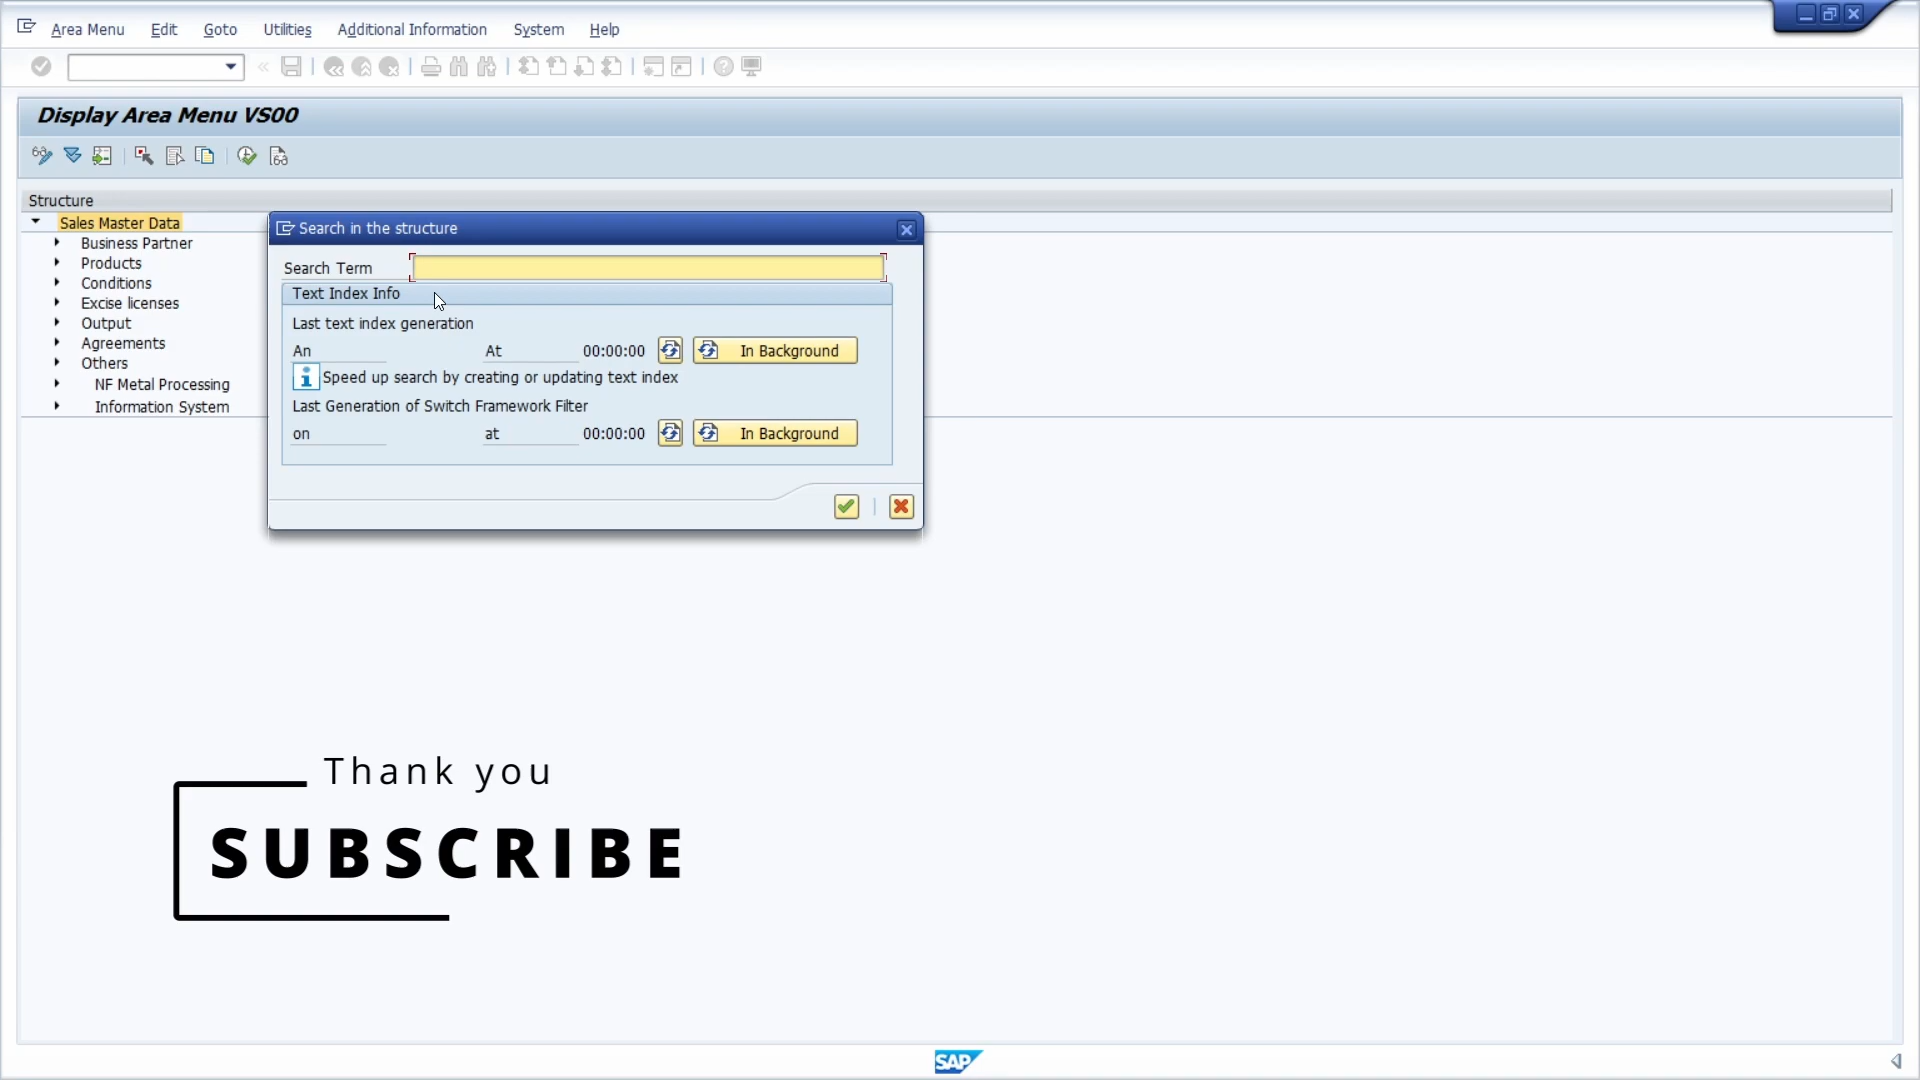 Area Menu Edit Goto Utilities Additional Information System Help
Display Area Menu VS00
Structure
Sales Master Data
Business Partner
Products
Conditions
Excise licenses
Output
Agreements
Others
NF Metal Processing
Information System
Search in the structure
Search Term
Text Index Info
Last text index generation
An At 00:00:00 In Background
Speed up search by creating or updating text index
Last Generation of Switch Framework Filter
on at 00:00:00 In Background
Thank you
SUBSCRIBE
SAP